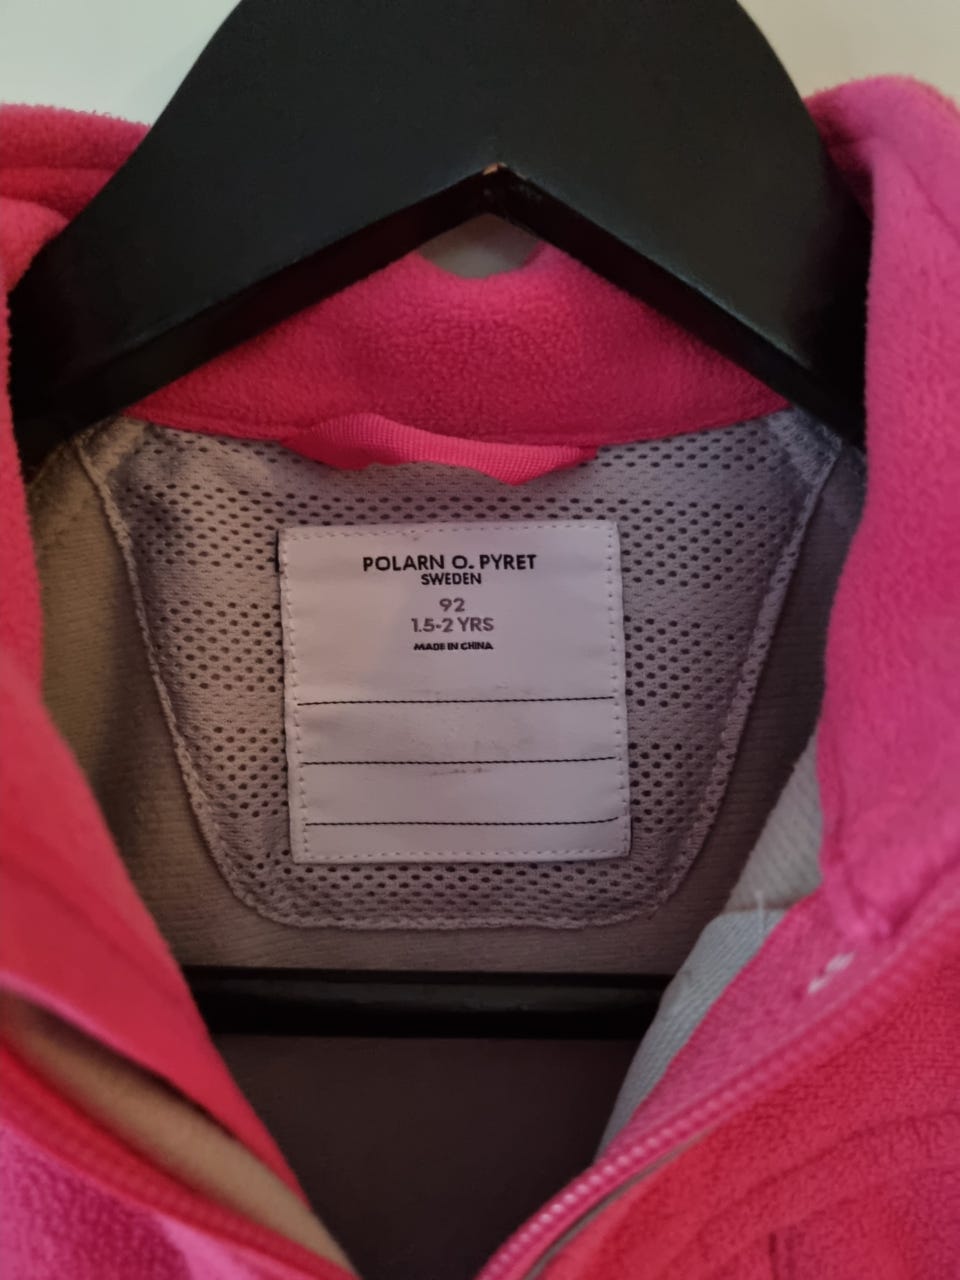 POLARN O. PYRET
SWEDEN
92
1.5-2 YRS
MADE IN CHINA